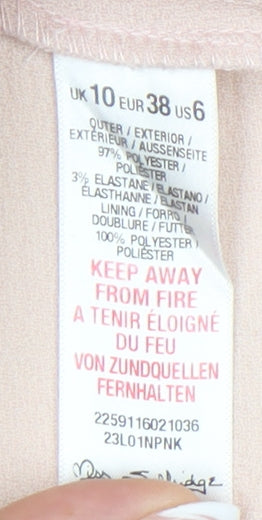 UK 10 EUR 38 US 6
OUTER / EXTERIOR /
EXTÉRIEUR / AUSSENSEITE
97% POLYESTER /
POLIÉSTER
3% ELASTANE / ELASTANO /
ÉLASTHANNE / ELASTAN
LINING / FORRO /
DOUBLURE / FUTTER
100% POLYESTER /
POLIÉSTER
KEEP AWAY
FROM FIRE
A TENIR ÉLOIGNÉ
DU FEU
VON ZUNDQUELLEN
FERNHALTEN
2259116021036
23L01NPNK